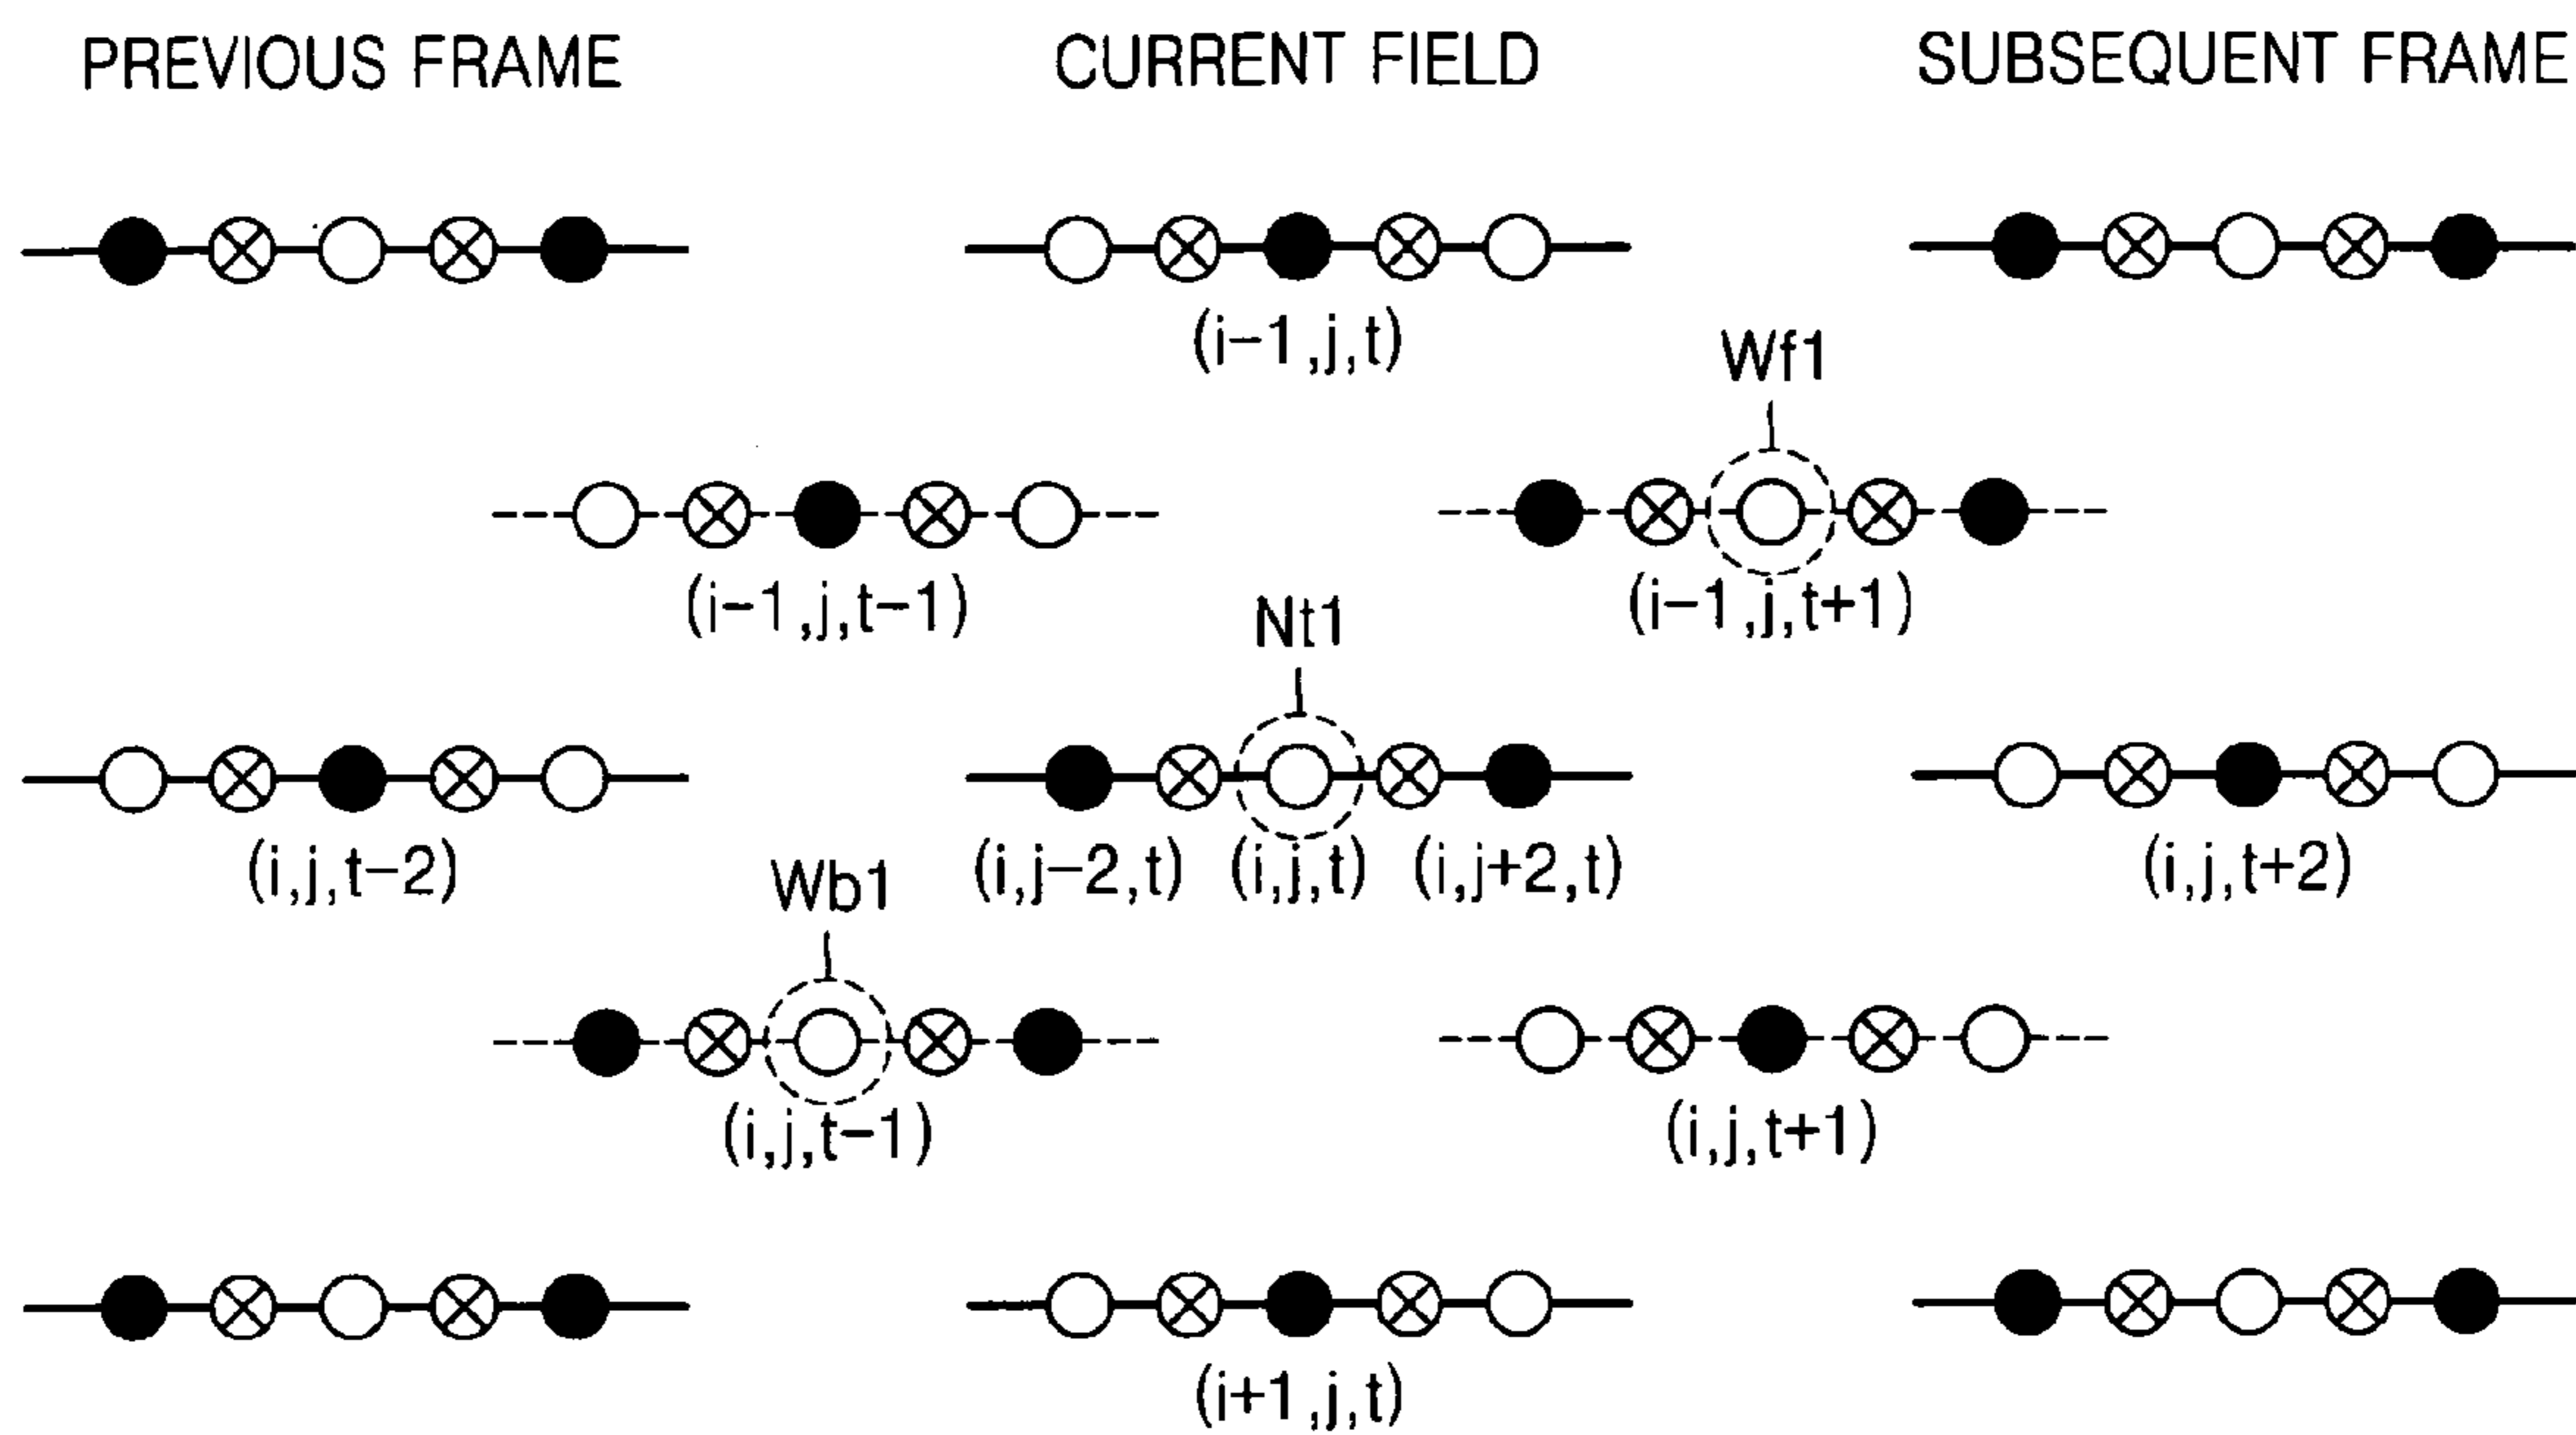 PREVIOUS FRAME CURRENT FIELD SUBSEQUENT FRAME
(i-1,j,t)
Wf1
(i-1,j,t-1) (i-1,j,t+1)
Nt1
(i,j,t-2) (i,j-2,t) (i,j,t) (i,j+2,t) (i,j,t+2)
Wb1
(i,j,t-1) (i,j,t+1)
(i+1,j,t)